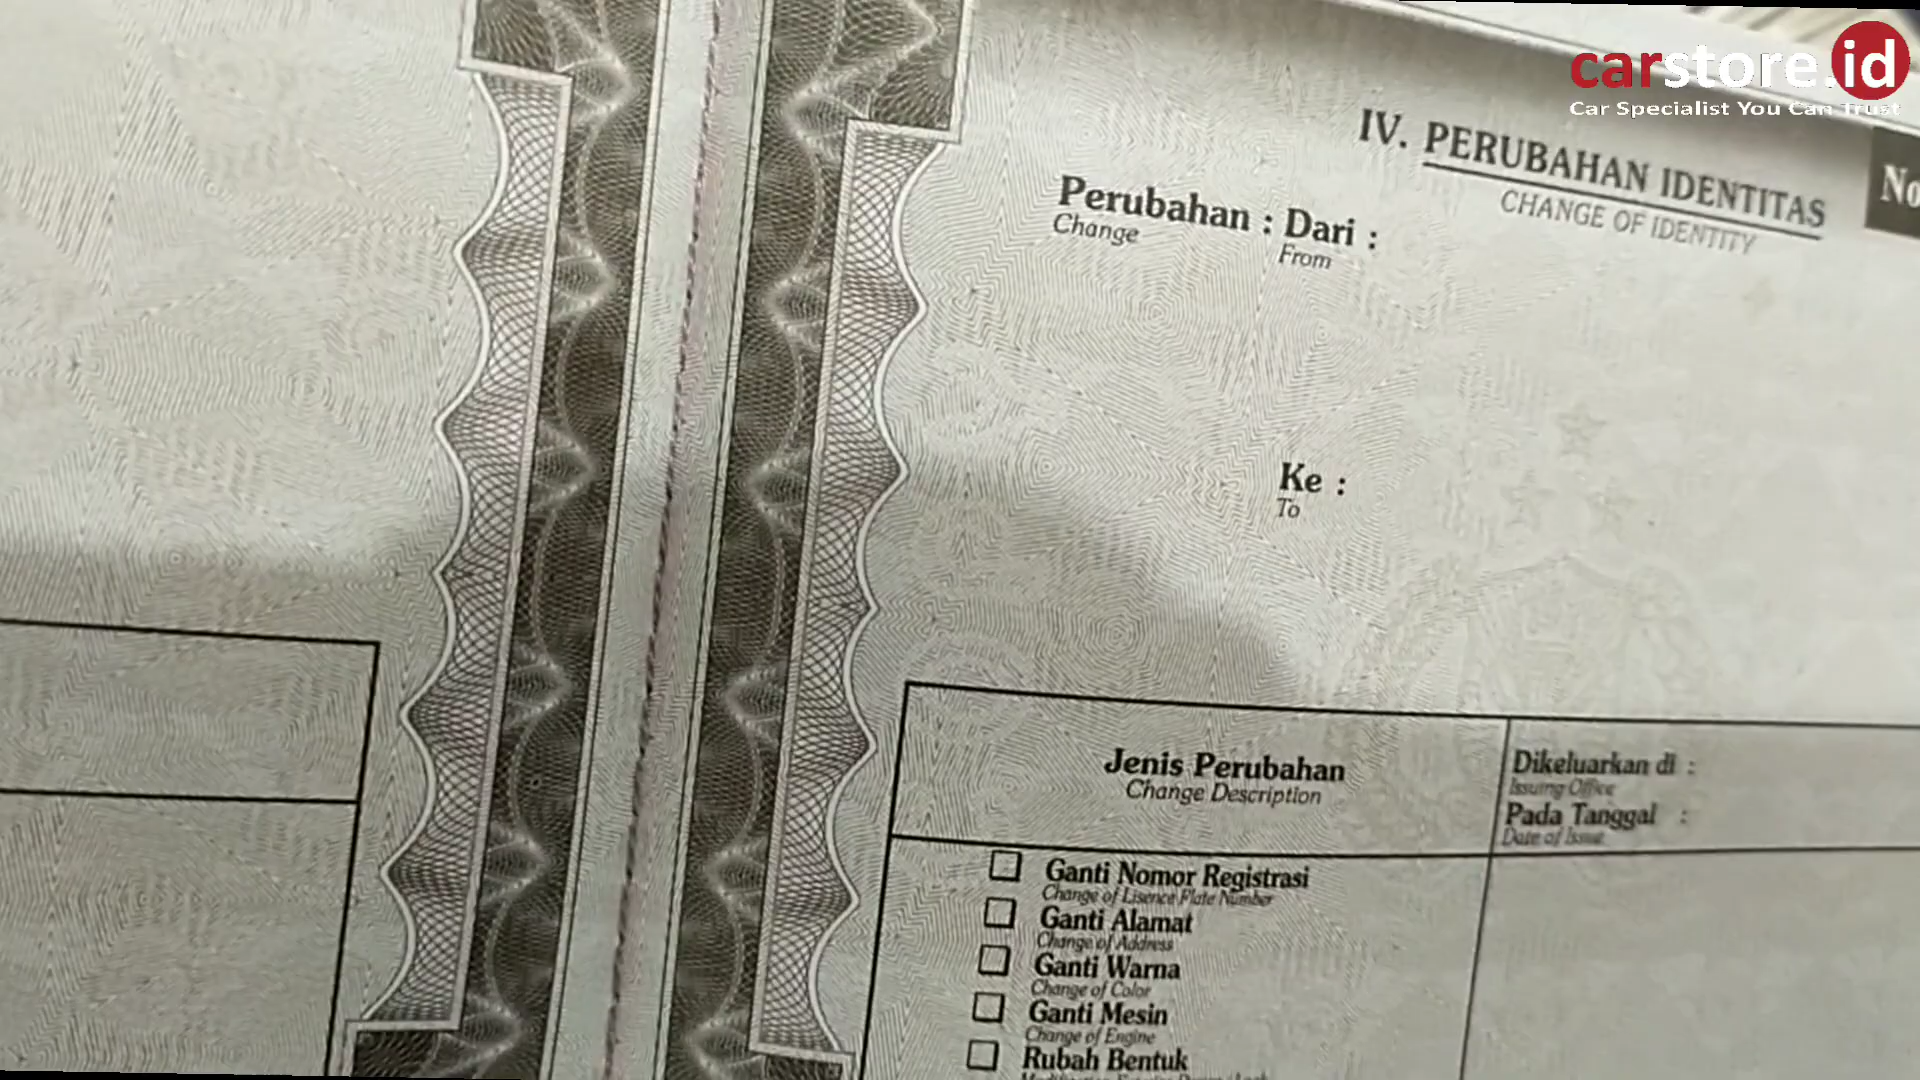 carstore.id
Car Specialist You Can Trust
IV. PERUBAHAN IDENTITAS
CHANGE OF IDENTITY
No
Perubahan : Dari :
Change From
Ke :
To
Jenis Perubahan
Change Description
Dikeluarkan di :
Issuing Office
Pada Tanggal :
Date of Issue
Ganti Nomor Registrasi
Change of Lisence Plate Number
Ganti Alamat
Change of Address
Ganti Warna
Change of Color
Ganti Mesin
Change of Engine
Rubah Bentuk